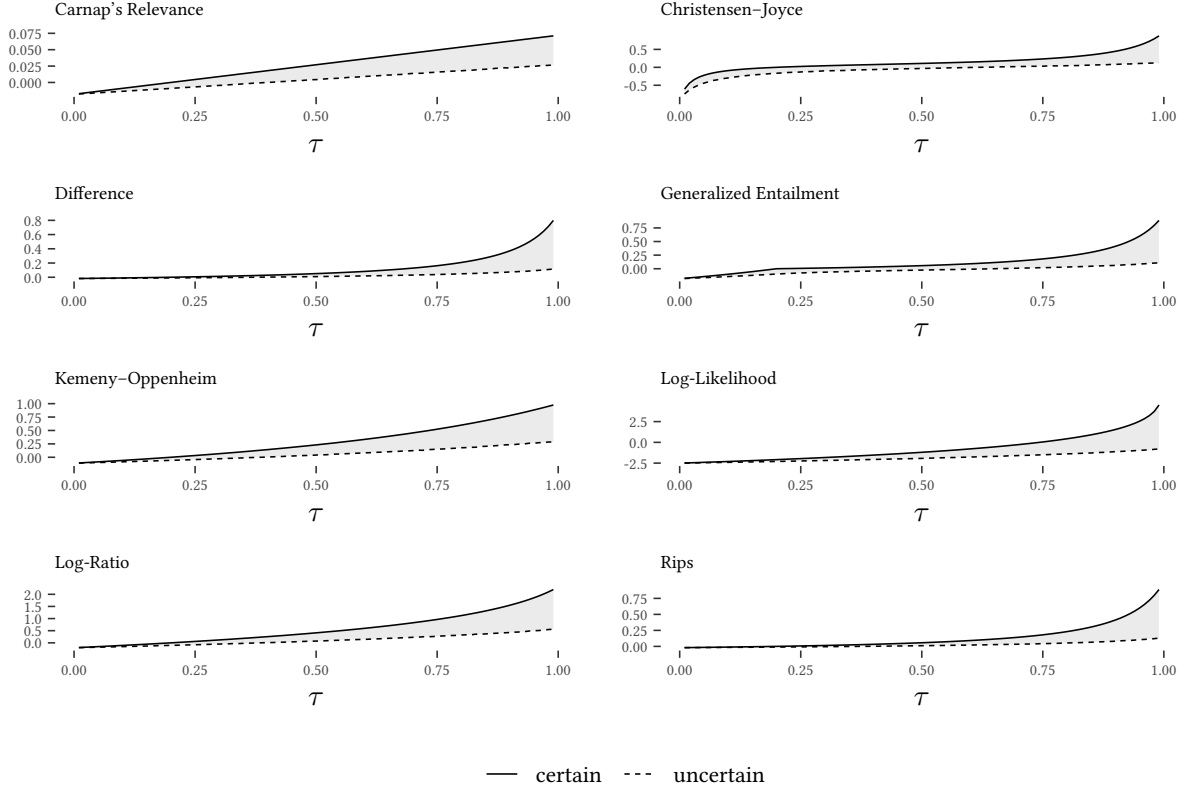 Carnap's Relevance
0.075
0.050
0.025
0.000
0.00 0.25 0.50 0.75 1.00
τ
Christensen–Joyce
0.5
0.0
-0.5
0.00 0.25 0.50 0.75 1.00
τ
Difference
0.8
0.6
0.4
0.2
0.0
0.00 0.25 0.50 0.75 1.00
τ
Generalized Entailment
0.75
0.50
0.25
0.00
0.00 0.25 0.50 0.75 1.00
τ
Kemeny–Oppenheim
1.00
0.75
0.50
0.25
0.00
0.00 0.25 0.50 0.75 1.00
τ
Log-Likelihood
2.5
0.0
-2.5
0.00 0.25 0.50 0.75 1.00
τ
Log-Ratio
2.0
1.5
1.0
0.5
0.0
0.00 0.25 0.50 0.75 1.00
τ
Rips
0.75
0.50
0.25
0.00
0.00 0.25 0.50 0.75 1.00
τ
certain uncertain